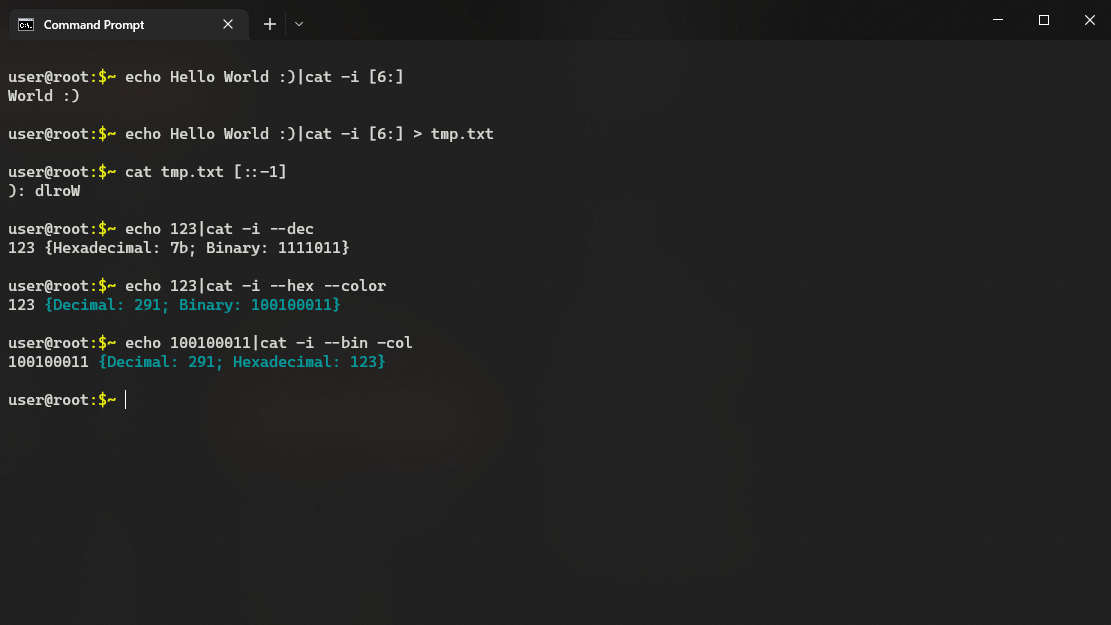 Command Prompt
user@root:$~ echo Hello World :)|cat -i [6:]
World :)
user@root:$~ echo Hello World :)|cat -i [6:] > tmp.txt
user@root:$~ cat tmp.txt [::-1]
): dlroW
user@root:$~ echo 123|cat -i --dec
123 {Hexadecimal: 7b; Binary: 1111011}
user@root:$~ echo 123|cat -i --hex --color
123 {Decimal: 291; Binary: 100100011}
user@root:$~ echo 100100011|cat -i --bin -col
100100011 {Decimal: 291; Hexadecimal: 123}
user@root:$~